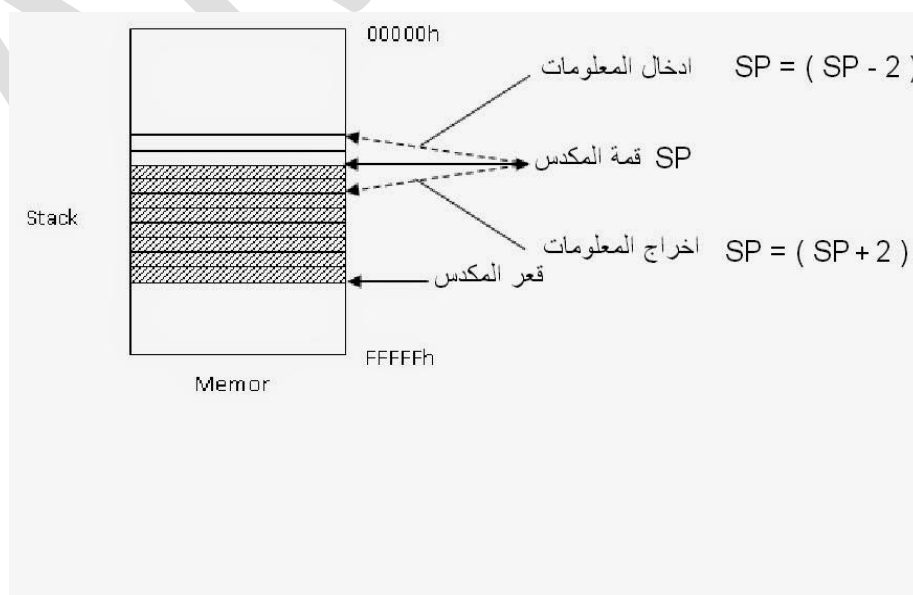 00000h
ادخال المعلومات SP = ( SP - 2 )
SP قمة المكدس
Stack
اخراج المعلومات SP = ( SP + 2 )
قعر المكدس
FFFFFh
Memor